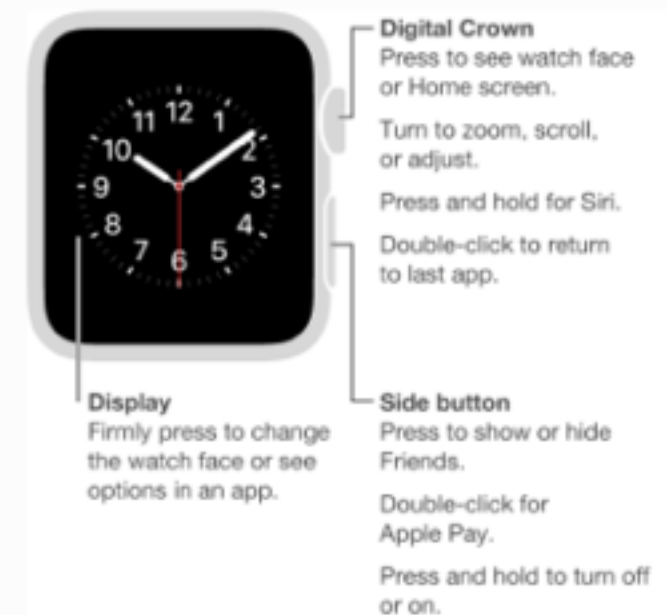 12
11
1
10
2
9
3
8
4
7
5
6
Digital Crown
Press to see watch face
or Home screen.
Turn to zoom, scroll,
or adjust.
Press and hold for Siri.
Double-click to return
to last app.
Display
Firmly press to change
the watch face or see
options in an app.
Side button
Press to show or hide
Friends.
Double-click for
Apple Pay.
Press and hold to turn off
or on.